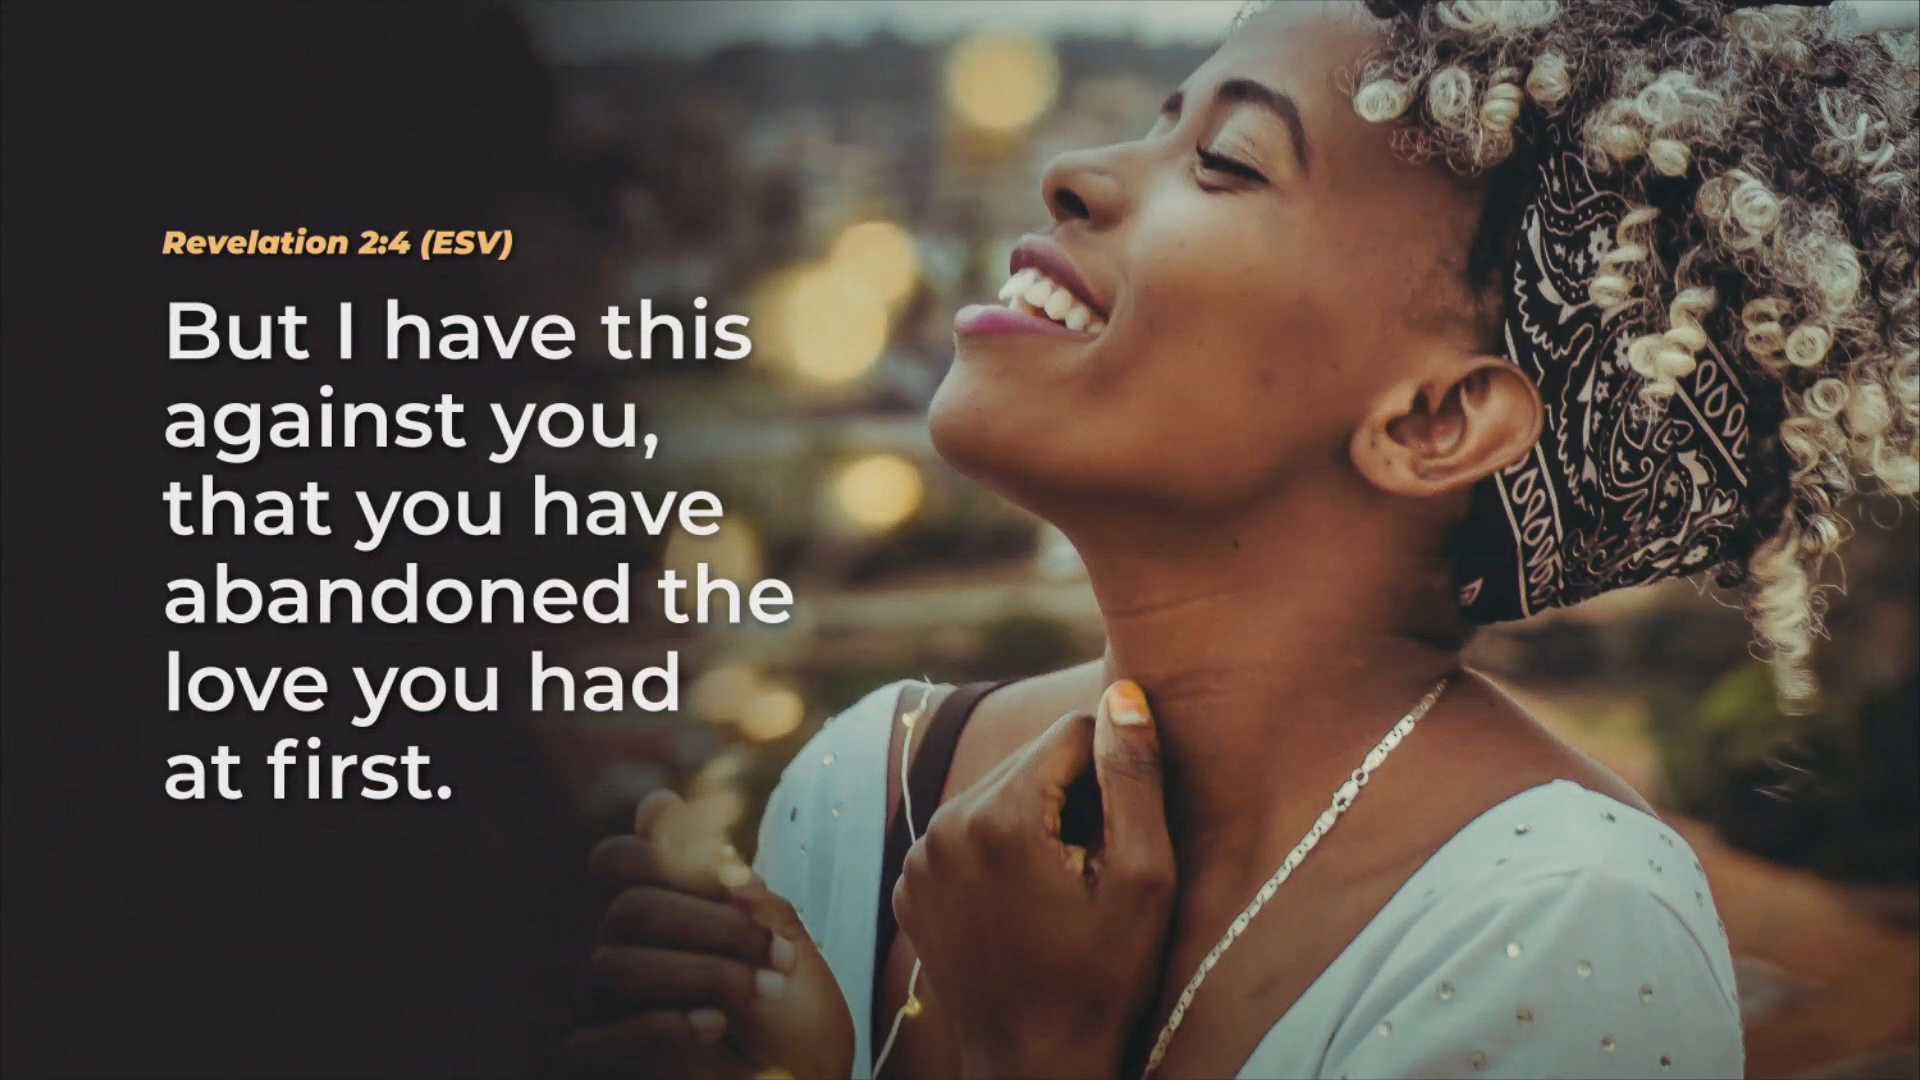 Revelation 2:4 (ESV)
But I have this
against you,
that you have
abandoned the
love you had
at first.